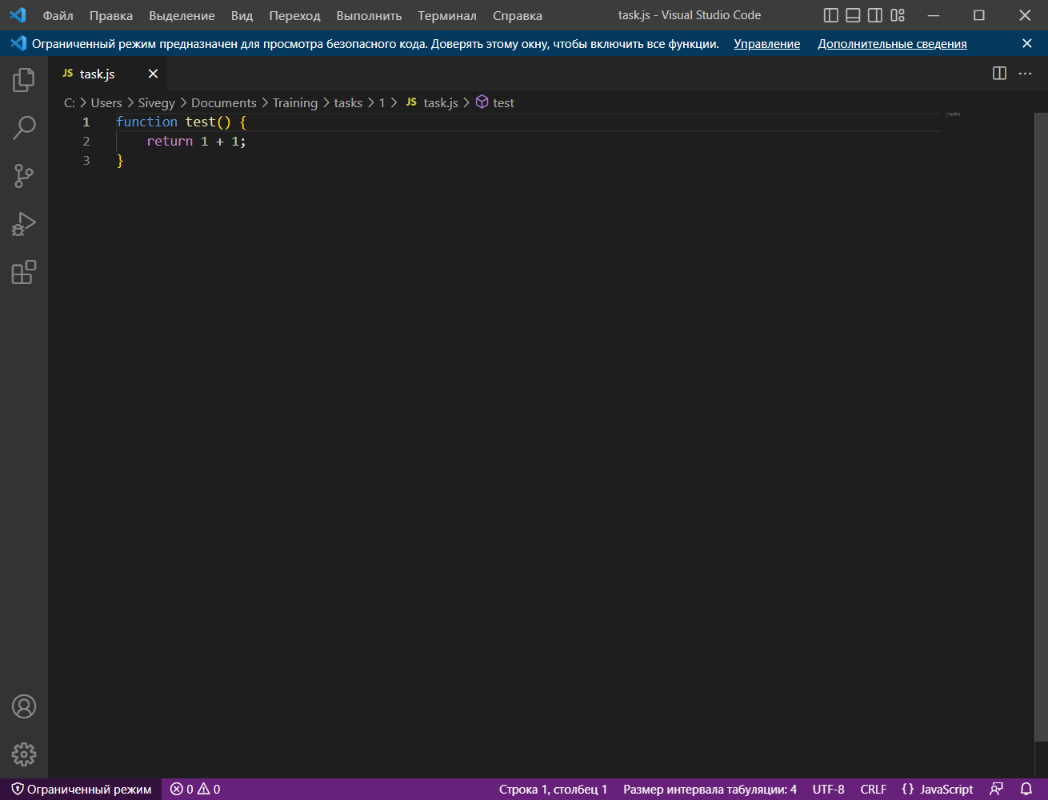 Файл Правка Выделение Вид Переход Выполнить Терминал Справка task.js - Visual Studio Code
Ограниченный режим предназначен для просмотра безопасного кода. Доверять этому окну, чтобы включить все функции. Управление Дополнительные сведения
JS task.js
C: > Users > Sivegy > Documents > Training > tasks > 1 > JS task.js > test
1 function test() {
2 return 1 + 1;
3 }
Ограниченный режим 0 0 Строка 1, столбец 1 Размер интервала табуляции: 4 UTF-8 CRLF {} JavaScript